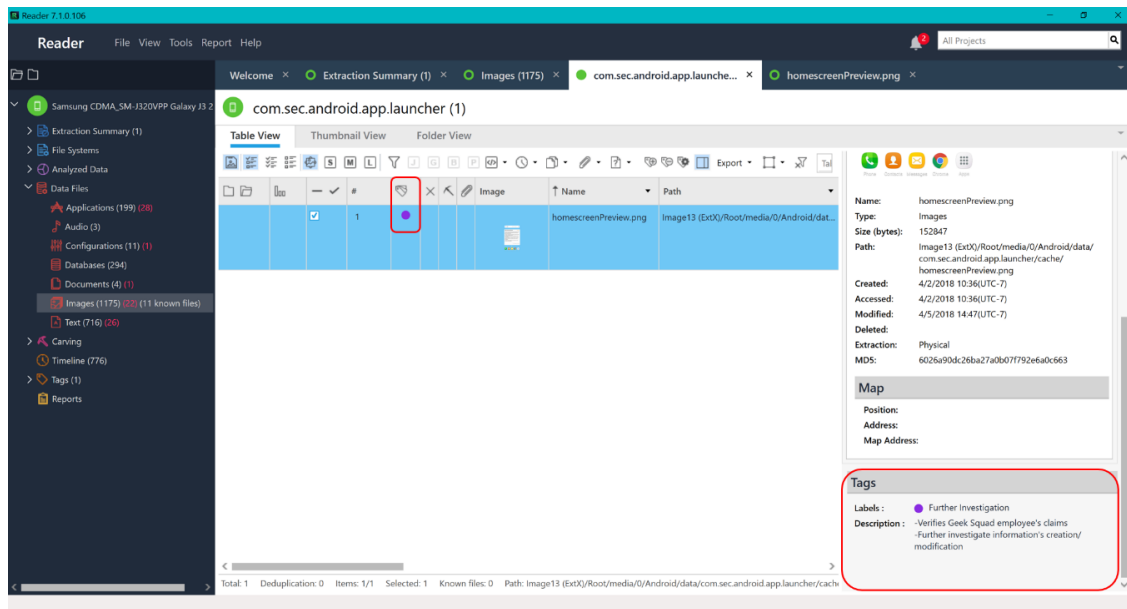 Reader 7.1.0.106
Reader File View Tools Report Help
2 All Projects
Welcome × Extraction Summary (1) × Images (1175) × com.sec.android.app.launche... × homescreenPreview.png ×
Samsung CDMA_SM-J320VPP Galaxy J3 2
Extraction Summary (1)
File Systems
Analyzed Data
Data Files
Applications (199) (28)
Audio (3)
Configurations (11) (1)
Databases (294)
Documents (4) (1)
Images (1175) (22) (11 known files)
Text (716) (26)
Carving
Timeline (776)
Tags (1)
Reports
com.sec.android.app.launcher (1)
Table View Thumbnail View Folder View
S M L J G B P Export Tal
# Image Name Path
1 homescreenPreview.png Image13 (ExtX)/Root/media/0/Android/dat...
Total: 1 Deduplication: 0 Items: 1/1 Selected: 1 Known files: 0 Path: Image13 (ExtX)/Root/media/0/Android/data/com.sec.android.app.launcher/cach
Name: homescreenPreview.png
Type: Images
Size (bytes): 152847
Path: Image13 (ExtX)/Root/media/0/Android/data/
com.sec.android.app.launcher/cache/
homescreenPreview.png
Created: 4/2/2018 10:36(UTC-7)
Accessed: 4/2/2018 10:36(UTC-7)
Modified: 4/5/2018 14:47(UTC-7)
Deleted:
Extraction: Physical
MD5: 6026a90dc26ba27a0b07f792e6a0c663
Map
Position:
Address:
Map Address:
Tags
Labels : Further Investigation
Description : -Verifies Geek Squad employee's claims
-Further investigate information's creation/
modification